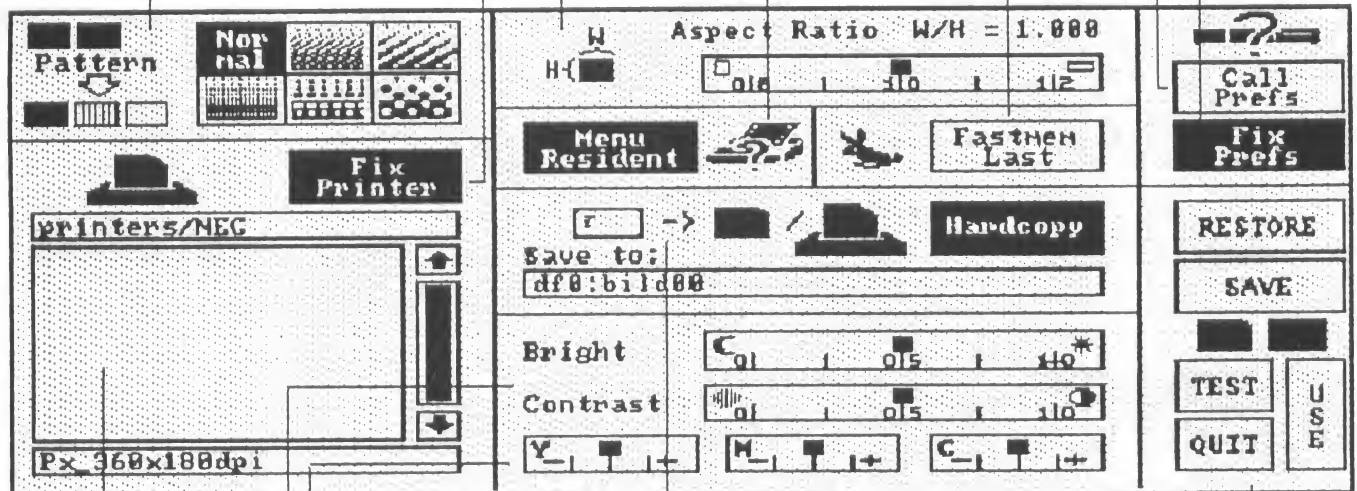 Pattern
Nor
mal
Fix
Printer
printers/NEC
Px_360x180dpi
W
H
Aspect Ratio W/H = 1.000
0|8 1|0 1|2
Menu
Resident
Fastmem
Last
r -> /
Hardcopy
Save to:
df0:bild00
Bright
0| 0|5 1|0
Contrast
0| 0|5 1|0
Y - + M - + C - +
?
Call
Prefs
Fix
Prefs
RESTORE
SAVE
TEST
USE
QUIT